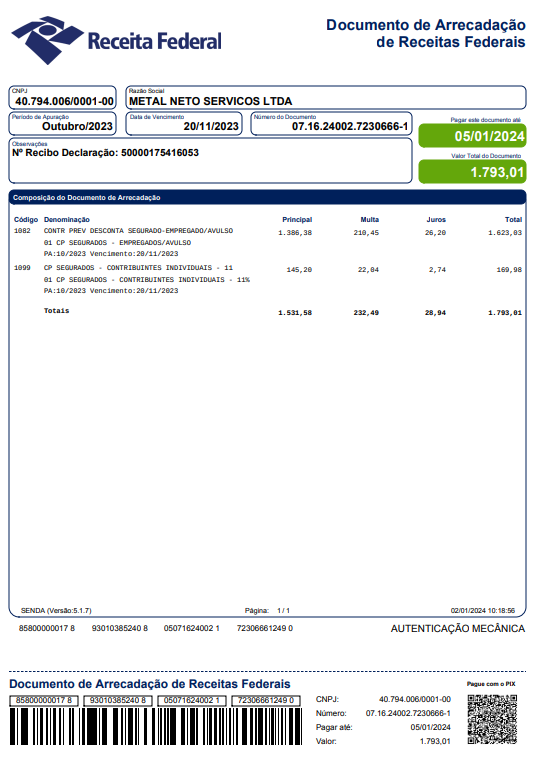 Receita Federal
Documento de Arrecadação
de Receitas Federais
CNPJ
40.794.006/0001-00
Razão Social
METAL NETO SERVICOS LTDA
Período de Apuração
Outubro/2023
Data de Vencimento
20/11/2023
Número do Documento
07.16.24002.7230666-1
Pagar este documento até
05/01/2024
Observações
Nº Recibo Declaração: 50000175416053
Valor Total do Documento
1.793,01
Composição do Documento de Arrecadação
Código Denominação Principal Multa Juros Total
1082 CONTR PREV DESCONTA SEGURADO-EMPREGADO/AVULSO 1.386,38 210,45 26,20 1.623,03
01 CP SEGURADOS - EMPREGADOS/AVULSO
PA:10/2023 Vencimento:20/11/2023
1099 CP SEGURADOS - CONTRIBUINTES INDIVIDUAIS - 11 145,20 22,04 2,74 169,98
01 CP SEGURADOS - CONTRIBUINTES INDIVIDUAIS - 11%
PA:10/2023 Vencimento:20/11/2023
Totais 1.531,58 232,49 28,94 1.793,01
SENDA (Versão:5.1.7) Página: 1 / 1 02/01/2024 10:18:56
85800000017 8 93010385240 8 05071624002 1 72306661249 0 AUTENTICAÇÃO MECÂNICA
Documento de Arrecadação de Receitas Federais
Pague com o PIX
85800000017 8 93010385240 8 05071624002 1 72306661249 0
CNPJ: 40.794.006/0001-00
Número: 07.16.24002.7230666-1
Pagar até: 05/01/2024
Valor: 1.793,01